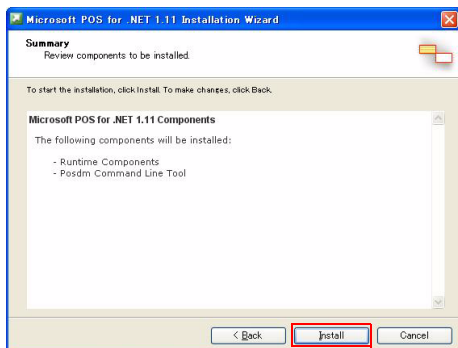 Microsoft POS for .NET 1.11 Installation Wizard
Summary
Review components to be installed.
To start the installation, click Install. To make changes, click Back.
Microsoft POS for .NET 1.11 Components
The following components will be installed:
- Runtime Components
- Posdm Command Line Tool
< Back
Install
Cancel